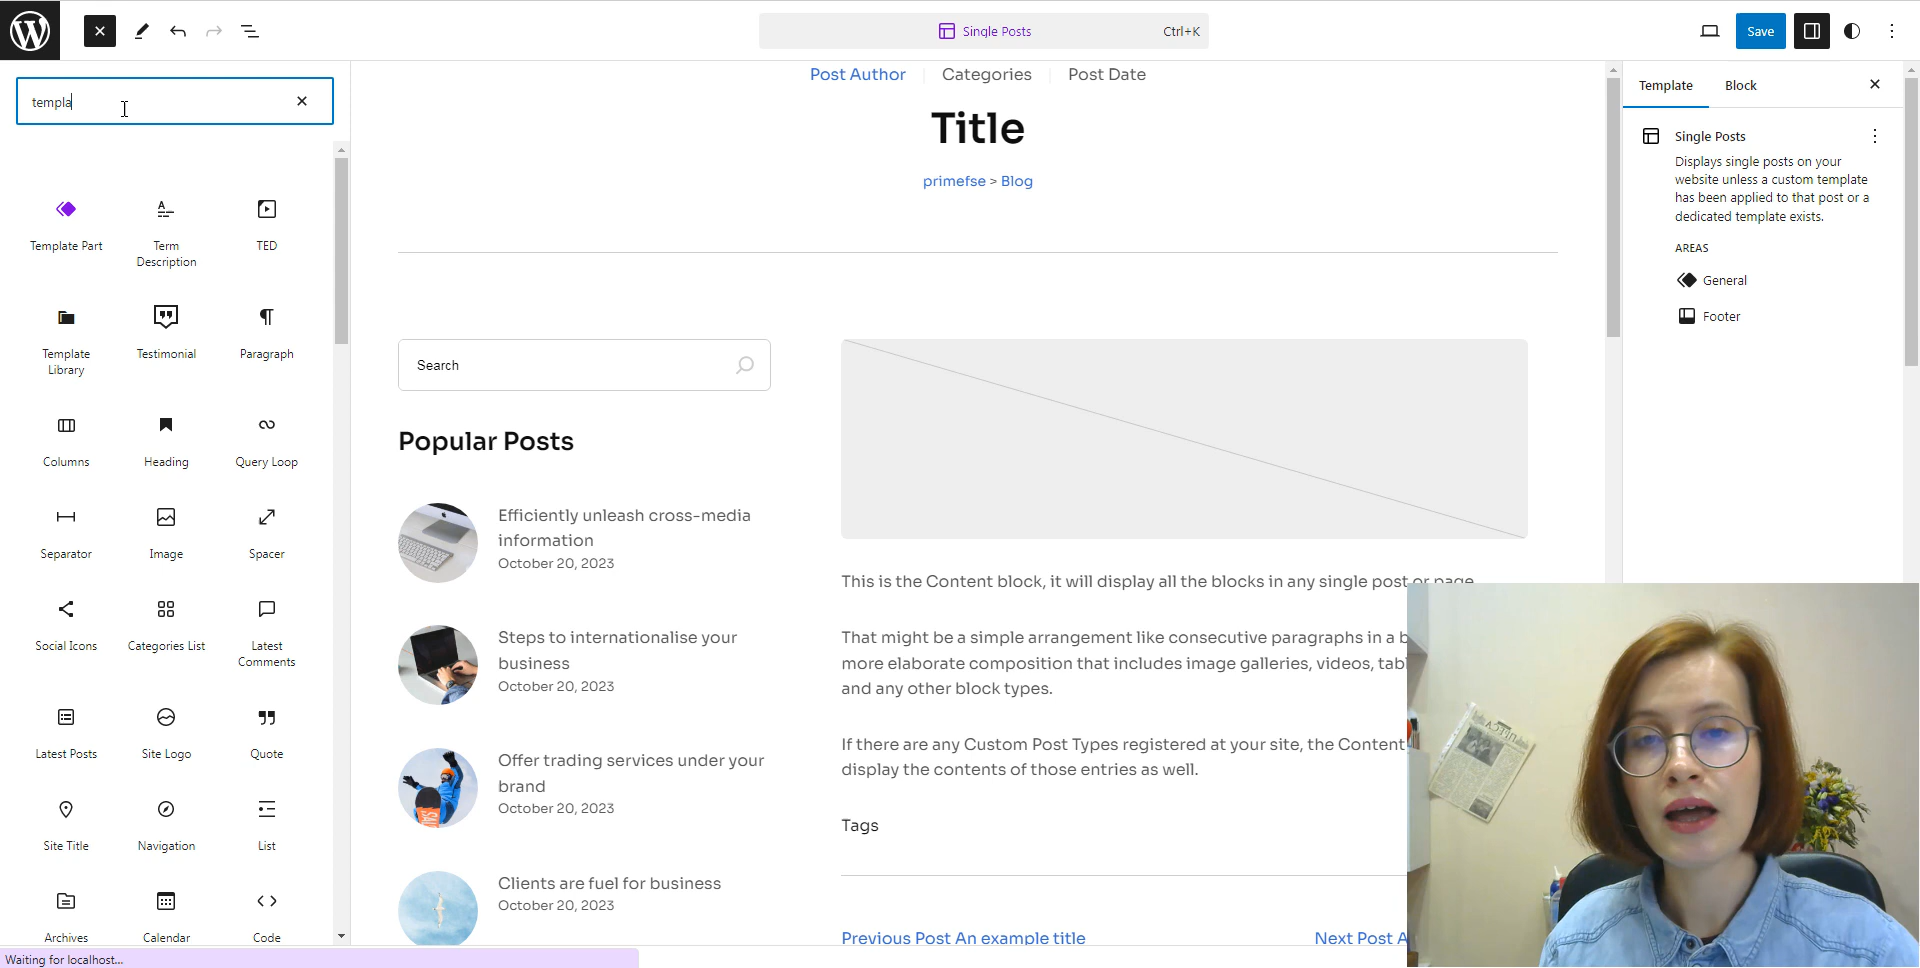 Single Posts
Ctrl+K
Save
templa
Template Part
Term
Description
TED
Template
Library
Testimonial
Paragraph
Columns
Heading
Query Loop
Separator
Image
Spacer
Social Icons
Categories List
Latest
Comments
Latest Posts
Site Logo
Quote
Site Title
Navigation
List
Archives
Calendar
Code
Waiting for localhost...
Post Author
Categories
Post Date
Title
primefse > Blog
Search
Popular Posts
Efficiently unleash cross-media
information
October 20, 2023
Steps to internationalise your
business
October 20, 2023
Offer trading services under your
brand
October 20, 2023
Clients are fuel for business
October 20, 2023
This is the Content block, it will display all the blocks in any single post or page.
That might be a simple arrangement like consecutive paragraphs in a b
more elaborate composition that includes image galleries, videos, tabl
and any other block types.
If there are any Custom Post Types registered at your site, the Content
display the contents of those entries as well.
Tags
Previous Post An example title
Next Post A
Template
Block
Single Posts
Displays single posts on your
website unless a custom template
has been applied to that post or a
dedicated template exists.
AREAS
General
Footer